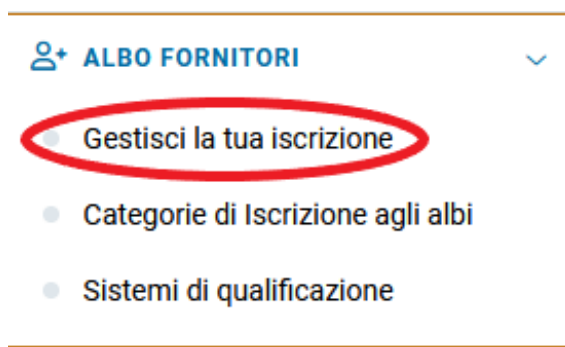 ALBO FORNITORI
Gestisci la tua iscrizione
Categorie di Iscrizione agli albi
Sistemi di qualificazione